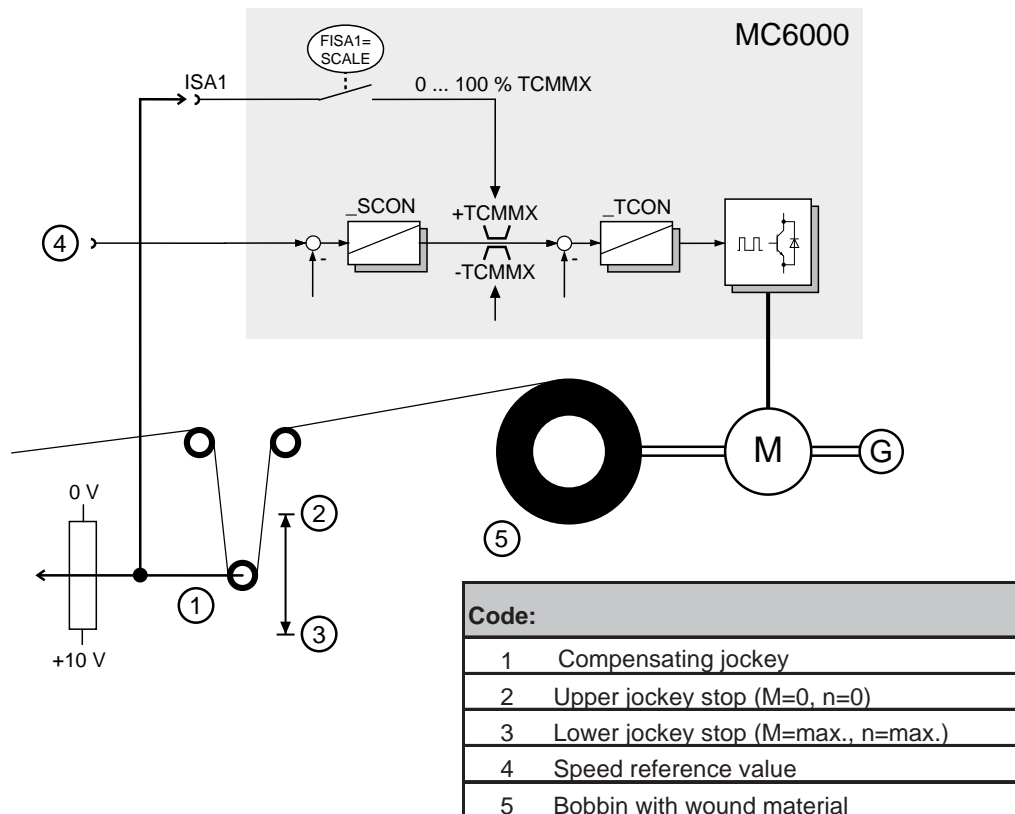 MC6000
FISA1=
SCALE
ISA1
0 ... 100 % TCMMX
_SCON
+TCMMX
_TCON
4
-
-
-TCMMX
M
G
0 V
2
5
1
3
+10 V
Code:
1 Compensating jockey
2 Upper jockey stop (M=0, n=0)
3 Lower jockey stop (M=max., n=max.)
4 Speed reference value
5 Bobbin with wound material